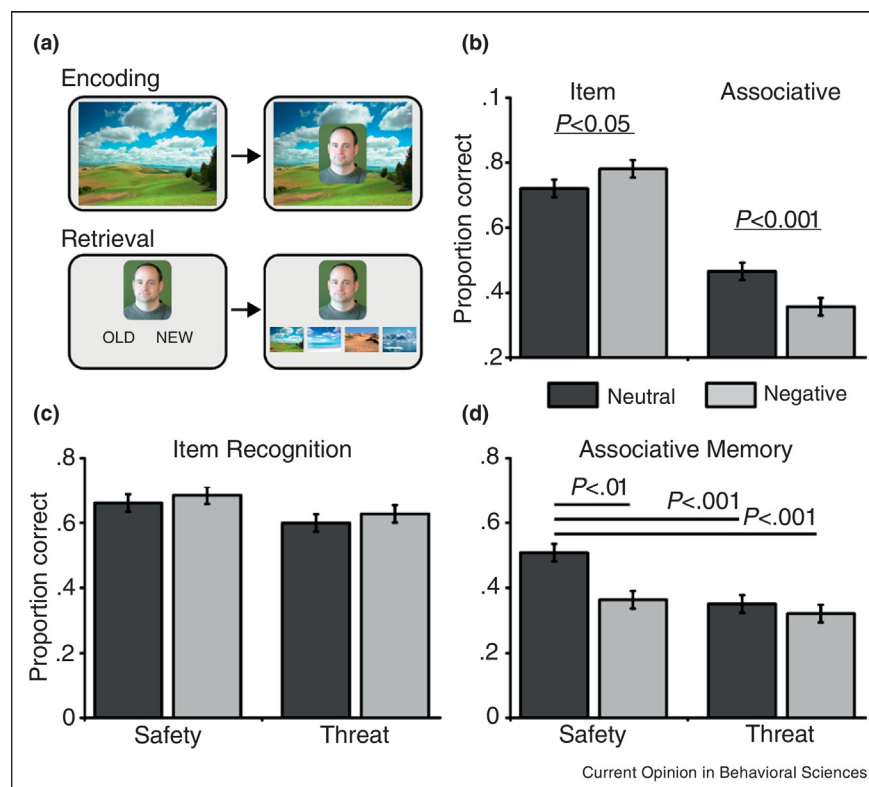 (a)
Encoding
Retrieval
OLD NEW
(b)
Item Associative
Proportion correct
.1
.8
.6
.4
.2
P<0.05
P<0.001
Neutral Negative
(c)
Item Recognition
Proportion correct
.8
.6
.4
.2
0
Safety Threat
(d)
Associative Memory
.8
.6
.4
.2
0
P<.01
P<.001
P<.001
Safety Threat
Current Opinion in Behavioral Sciences